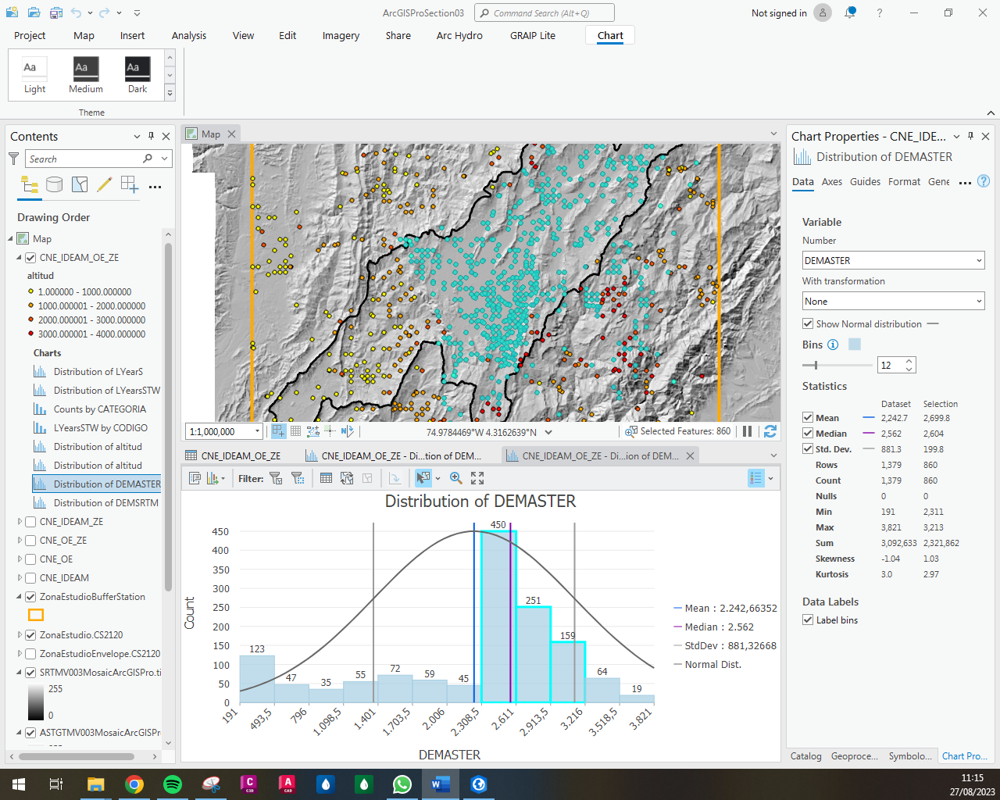 ArcGISProSection03
Command Search (Alt+Q)
Not signed in
?
Project
Map
Insert
Analysis
View
Edit
Imagery
Share
Arc Hydro
GRAIP Lite
Chart
Aa
Aa
Aa
Light
Medium
Dark
Theme
Contents
Search
Drawing Order
Map
CNE_IDEAM_OE_ZE
altitud
1.000000 - 1000.000000
1000.000001 - 2000.000000
2000.000001 - 3000.000000
3000.000001 - 4000.000000
Charts
Distribution of LYearS
Distribution of LYearsSTW
Counts by CATEGORIA
LYearsSTW by CODIGO
Distribution of altitud
Distribution of altitud
Distribution of DEMASTER
Distribution of DEMSRTM
CNE_IDEAM_ZE
CNE_OE_ZE
CNE_OE
CNE_IDEAM
ZonaEstudioBufferStation
ZonaEstudio.CS2120
ZonaEstudioEnvelope.CS2120
SRTMV003MosaicArcGISPro.ti
255
0
ASTGTMV003MosaicArcGISPr
Map
1:1,000,000
74.9784469°W 4.3162639°N
Selected Features: 860
CNE_IDEAM_OE_ZE
CNE_IDEAM_OE_ZE - Di...tion of DEM...
CNE_IDEAM_OE_ZE - Di...ion of DEM...
Filter:
Distribution of DEMASTER
Count
450
400
350
300
250
200
150
100
50
0
123
47
35
55
72
59
45
450
251
159
64
19
191
493,5
796
1.098,5
1.401
1.703,5
2.006
2.308,5
2.611
2.913,5
3.216
3.518,5
3.821
DEMASTER
Mean : 2.242,66352
Median : 2.562
StdDev : 881,32668
Normal Dist.
Chart Properties - CNE_IDE...
Distribution of DEMASTER
Data
Axes
Guides
Format
Gene
?
Variable
Number
DEMASTER
With transformation
None
Show Normal distribution
Bins
12
Statistics
Dataset Selection
Mean 2,242.7 2,699.8
Median 2,562 2,604
Std. Dev. 881.3 199.8
Rows 1,379 860
Count 1,379 860
Nulls 0 0
Min 191 2,311
Max 3,821 3,213
Sum 3,092,633 2,321,862
Skewness -1.04 1.03
Kurtosis 3.0 2.97
Data Labels
Label bins
Catalog
Geoproce...
Symbolo...
Chart Pro...
11:15
27/08/2023